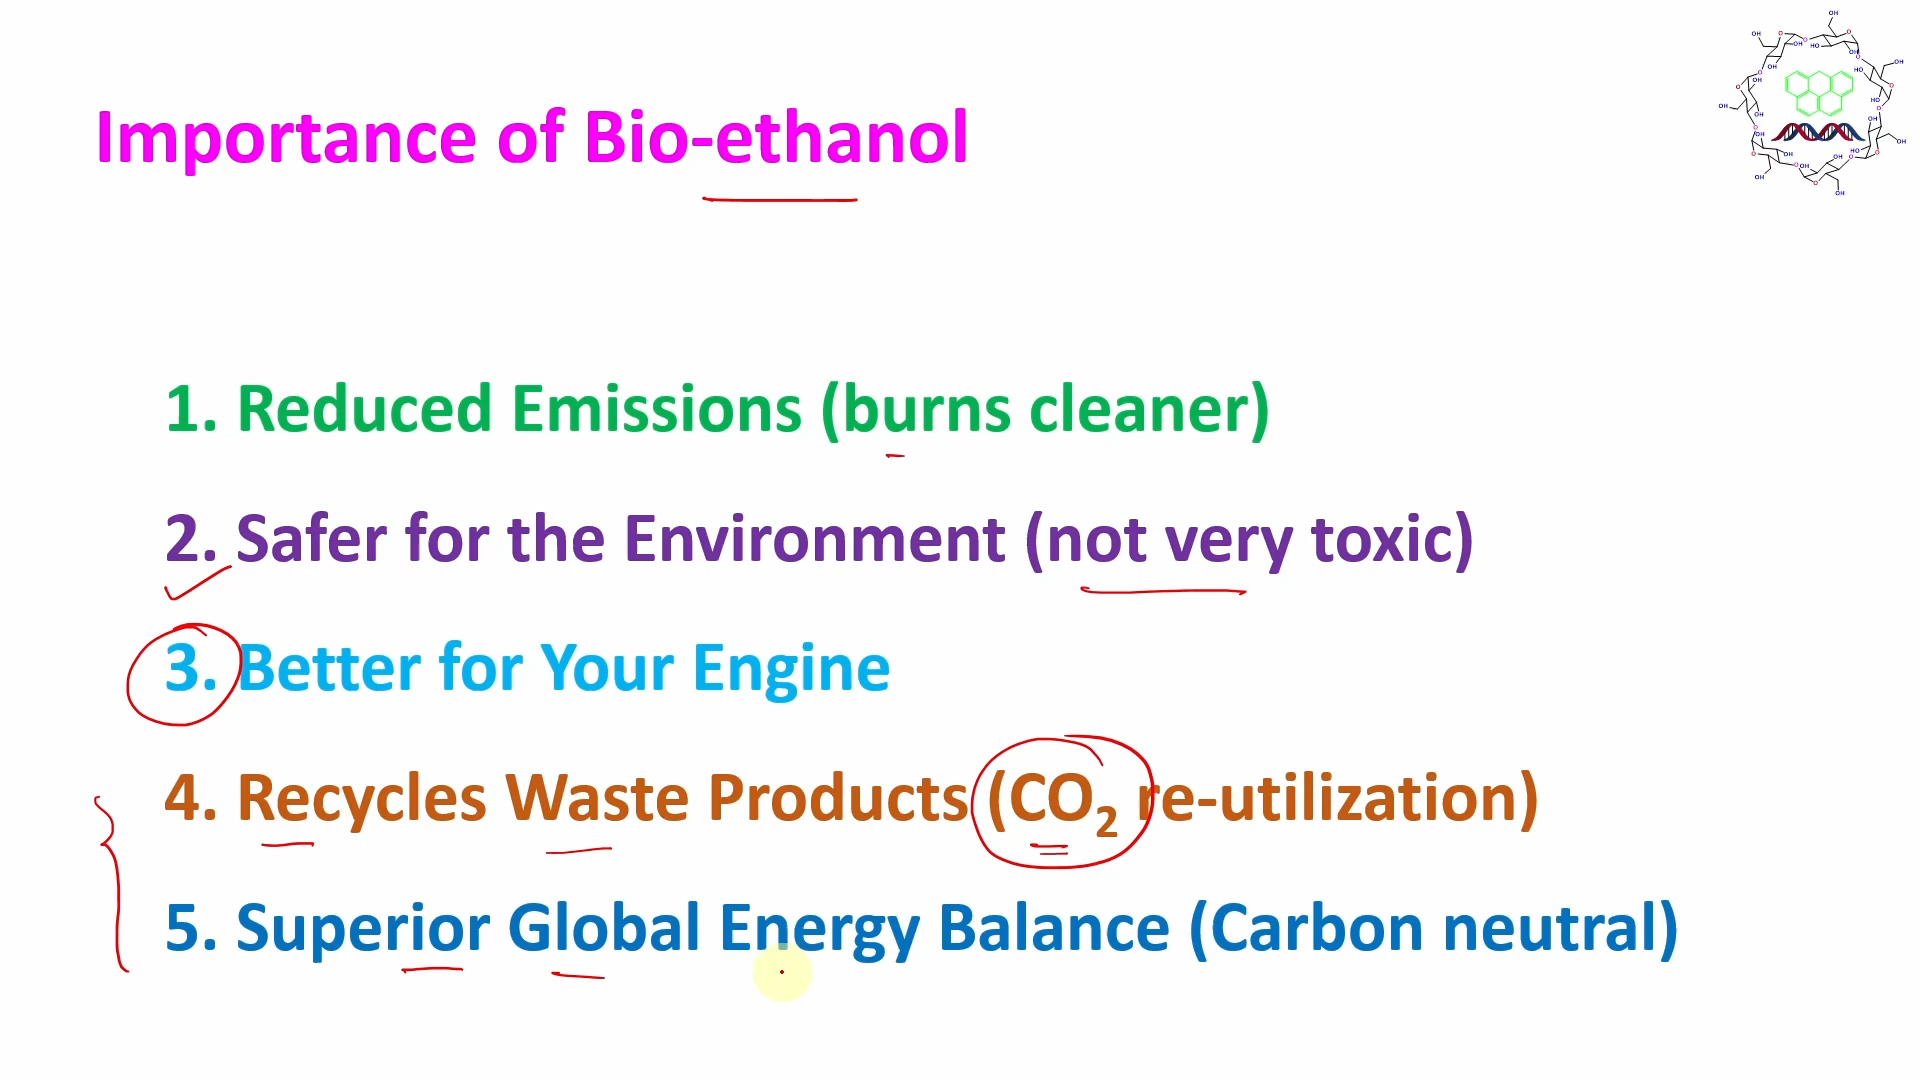 Importance of Bio-ethanol
1. Reduced Emissions (burns cleaner)
2. Safer for the Environment (not very toxic)
3. Better for Your Engine
4. Recycles Waste Products (CO₂ re-utilization)
5. Superior Global Energy Balance (Carbon neutral)